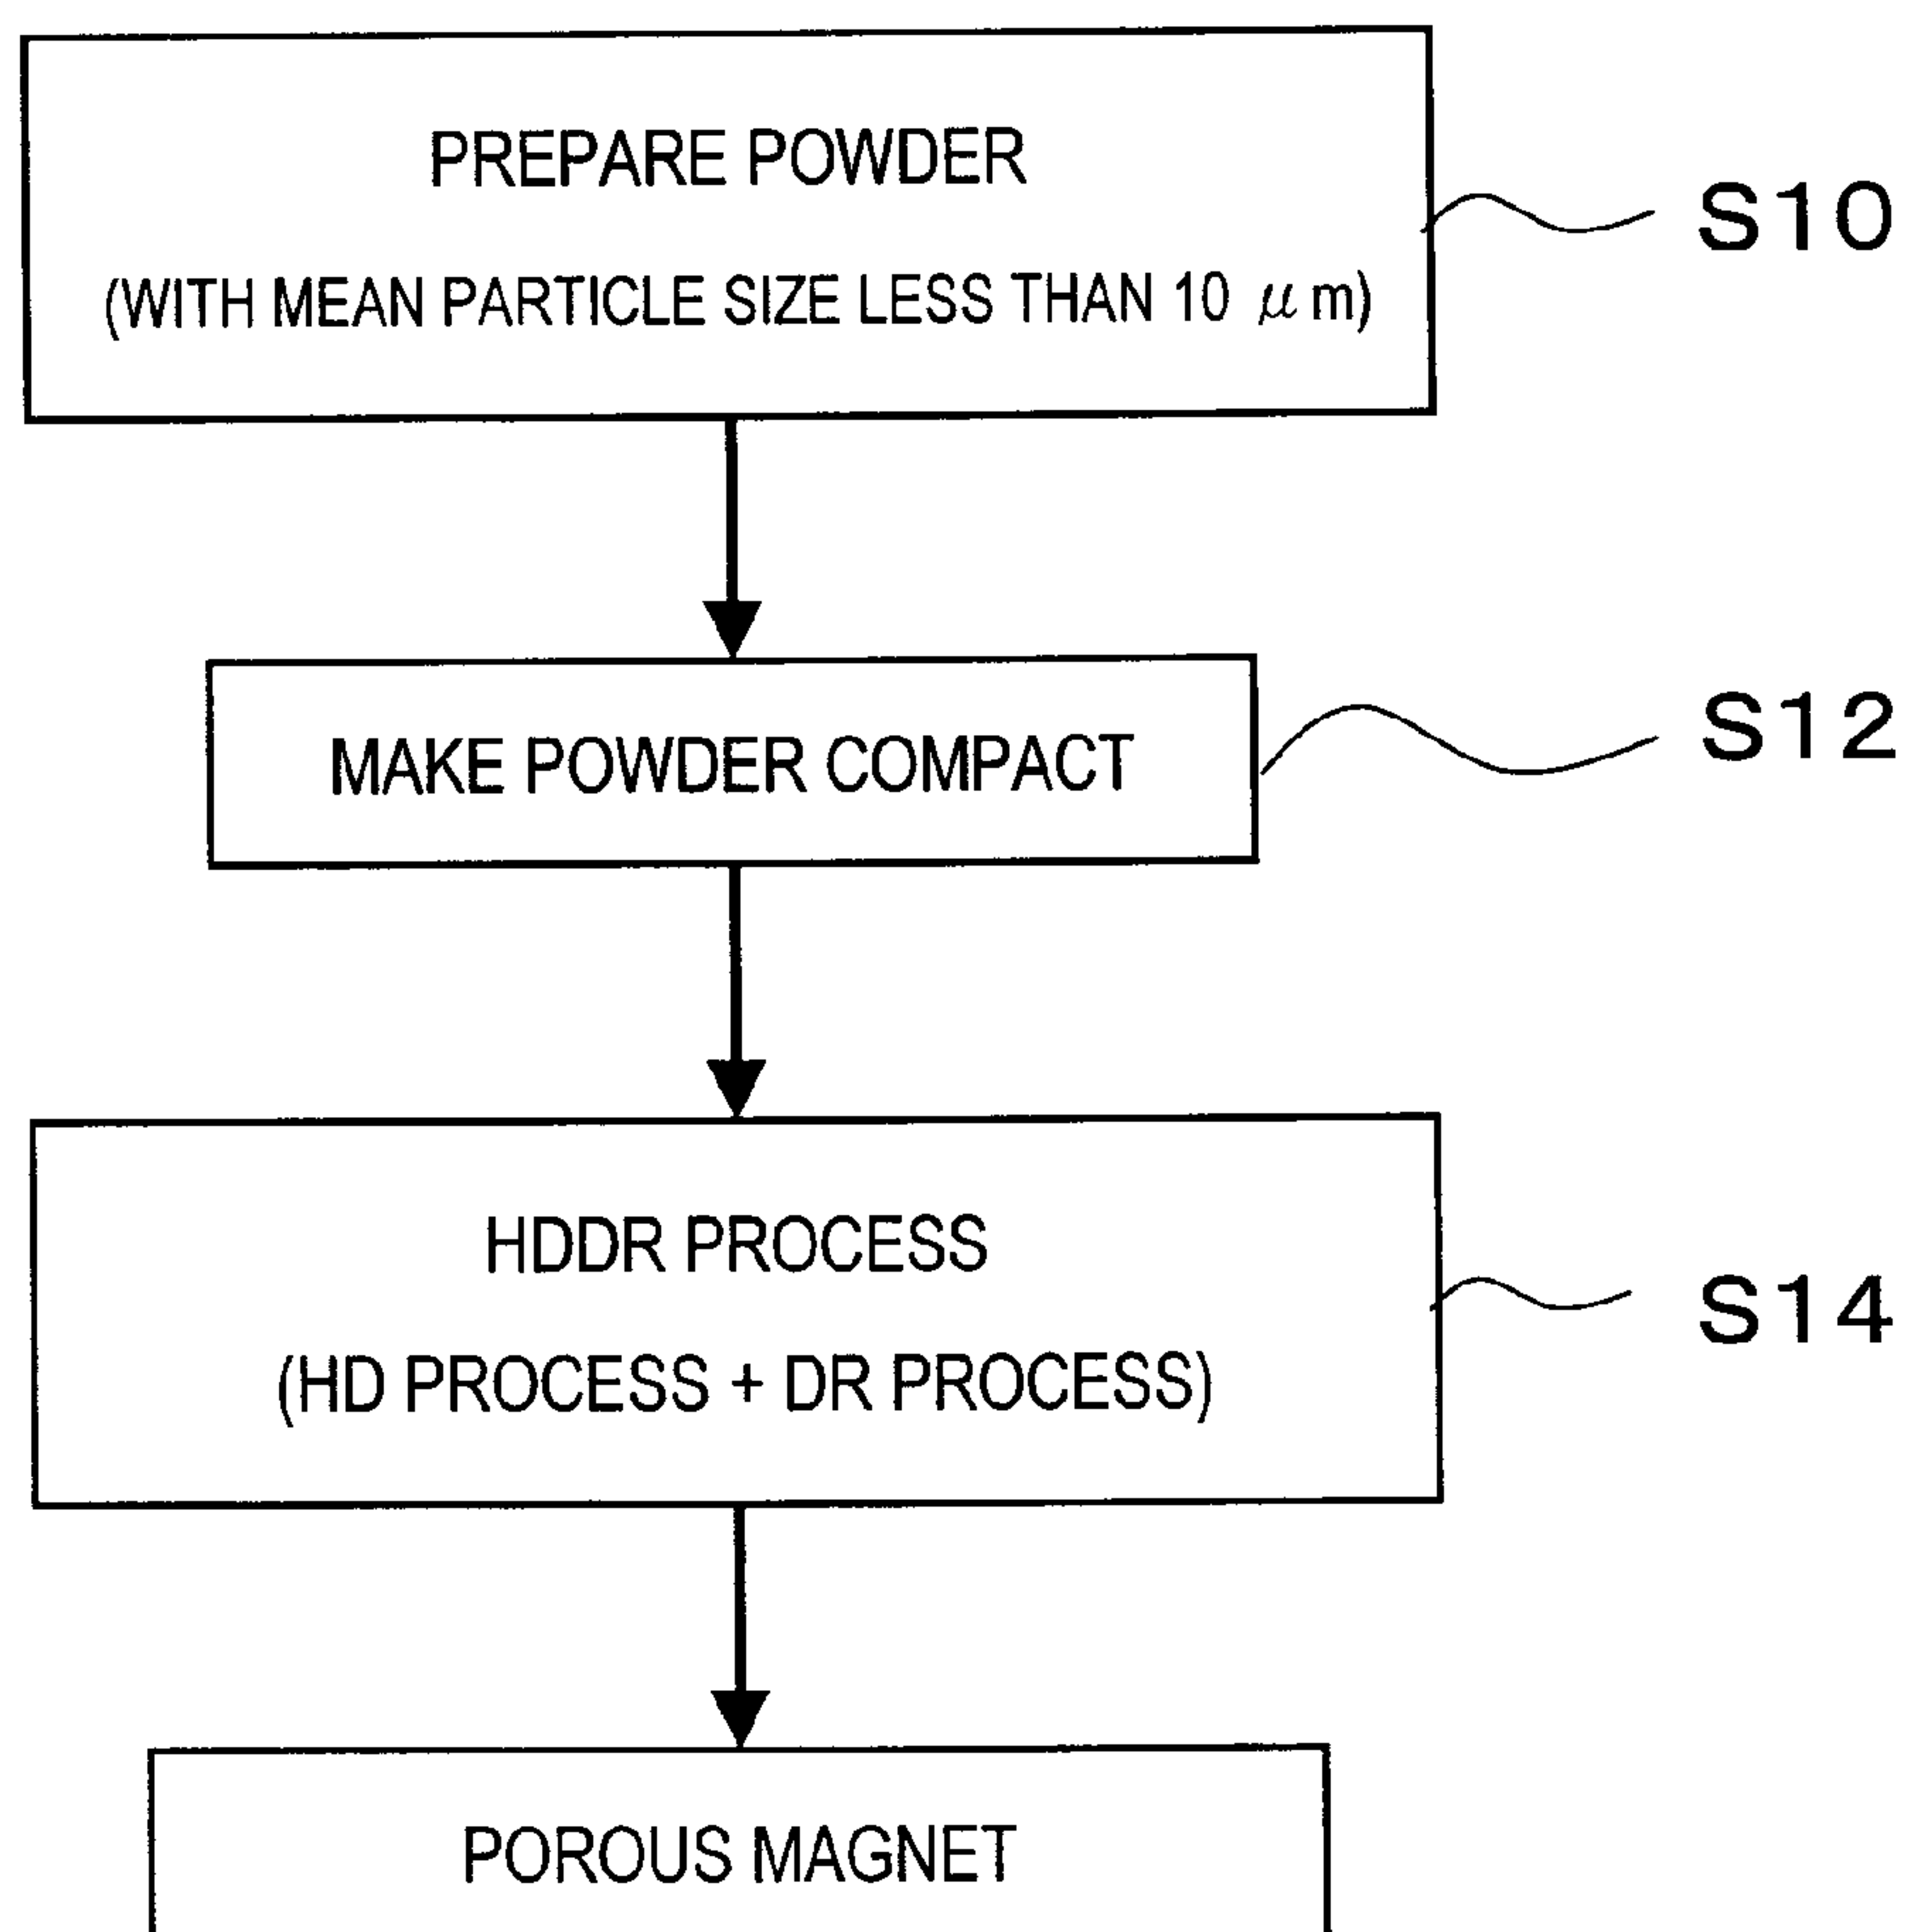 PREPARE POWDER
(WITH MEAN PARTICLE SIZE LESS THAN 10 μm)
S10
MAKE POWDER COMPACT
S12
HDDR PROCESS
(HD PROCESS + DR PROCESS)
S14
POROUS MAGNET